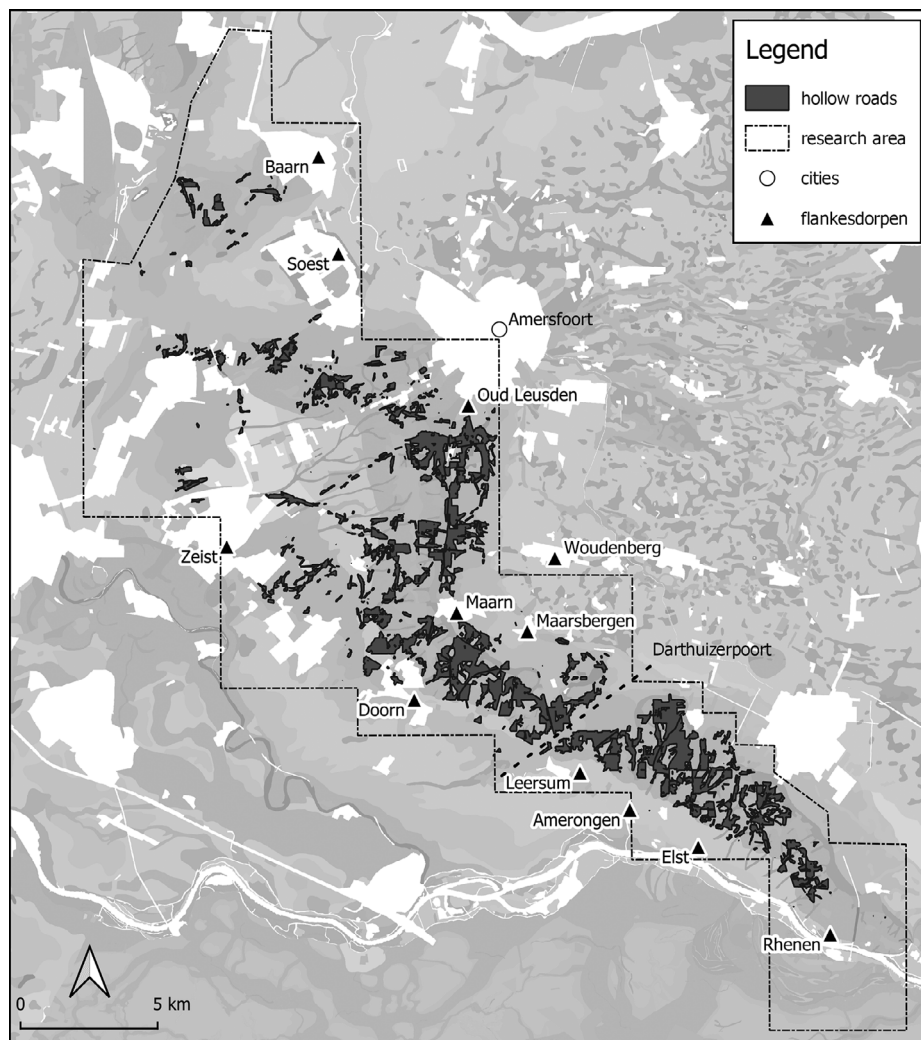 Legend
hollow roads
research area
cities
flankesdorpen
Baarn
Soest
Amersfoort
Oud Leusden
Zeist
Woudenberg
Maarn
Maarsbergen
Darthuizerpoort
Doorn
Leersum
Amerongen
Elst
Rhenen
0 5 km